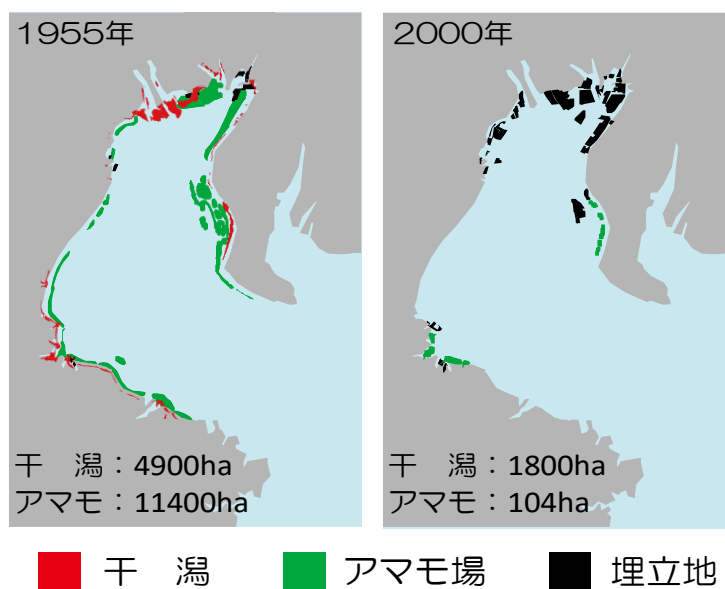 1955年
干　潟：4900ha
アマモ：11400ha
2000年
干　潟：1800ha
アマモ：104ha
干　潟
アマモ場
埋立地